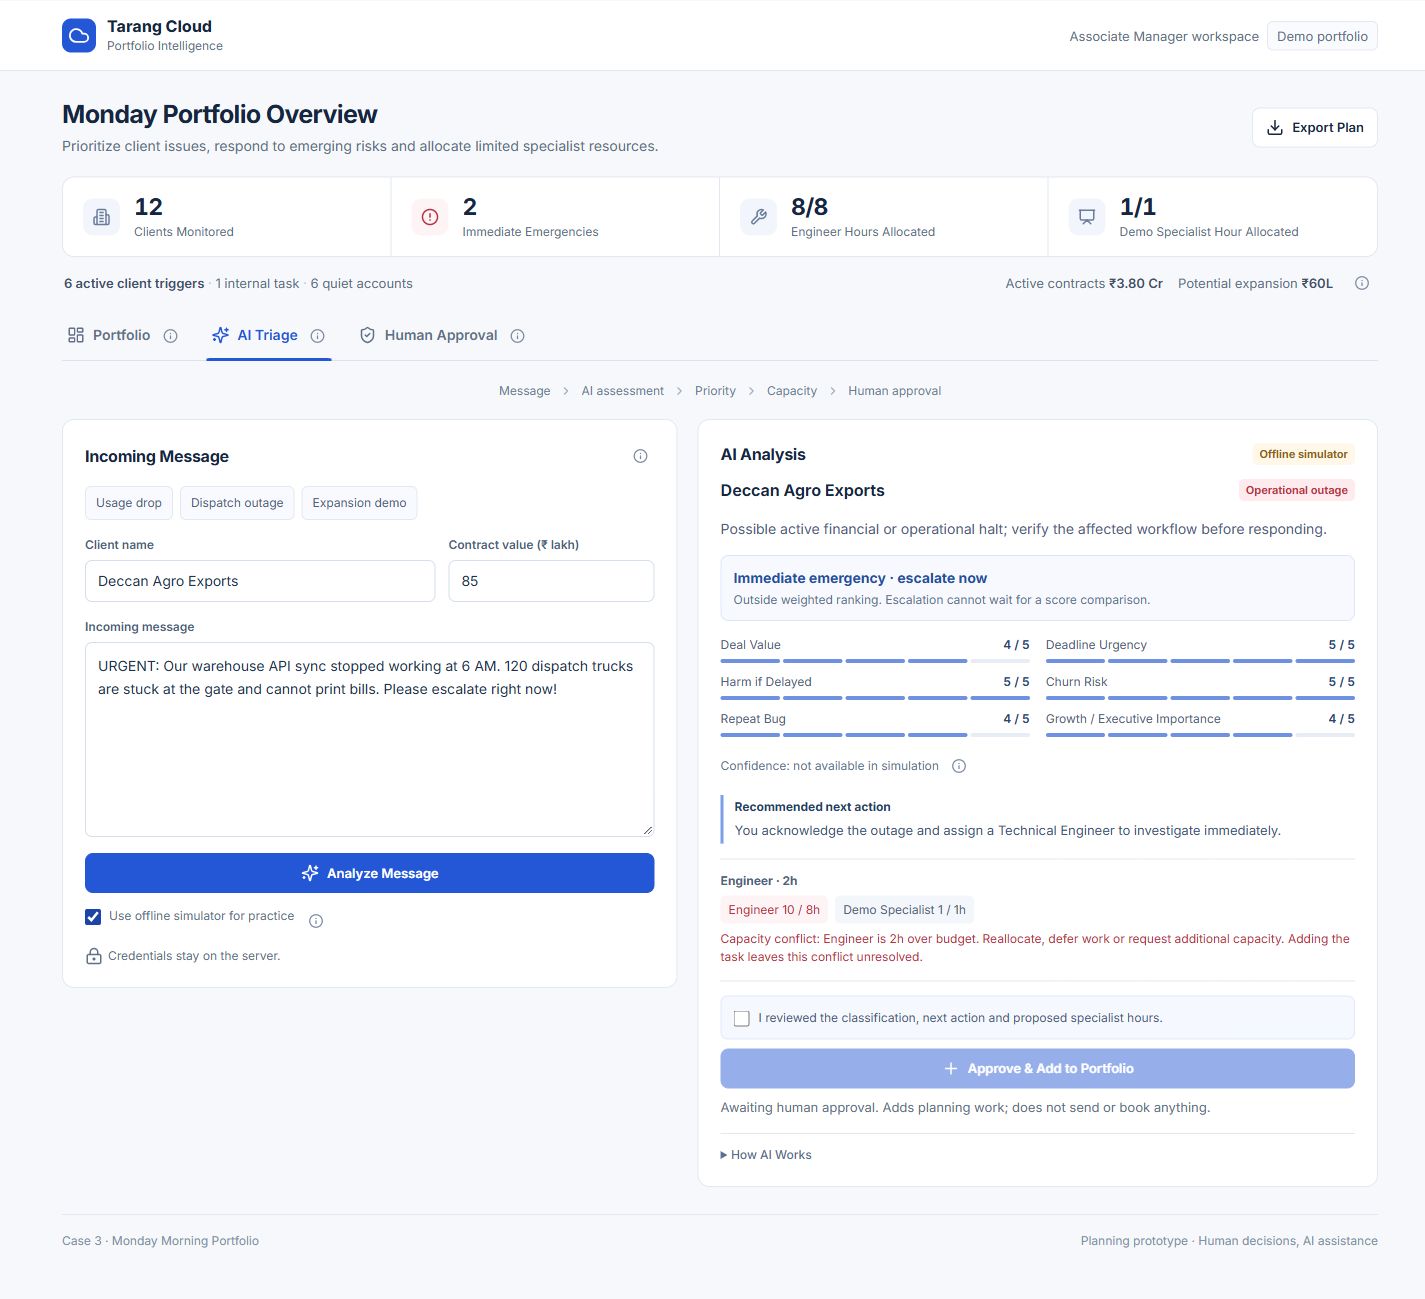 Tarang Cloud
Portfolio Intelligence
Associate Manager workspace
Demo portfolio
Monday Portfolio Overview
Prioritize client issues, respond to emerging risks and allocate limited specialist resources.
Export Plan
12
Clients Monitored
2
Immediate Emergencies
8/8
Engineer Hours Allocated
1/1
Demo Specialist Hour Allocated
6 active client triggers · 1 internal task · 6 quiet accounts
Active contracts ₹3.80 Cr
Potential expansion ₹60L
Portfolio
AI Triage
Human Approval
Message > AI assessment > Priority > Capacity > Human approval
Incoming Message
Usage drop
Dispatch outage
Expansion demo
Client name
Contract value (₹ lakh)
Deccan Agro Exports
85
Incoming message
URGENT: Our warehouse API sync stopped working at 6 AM. 120 dispatch trucks
are stuck at the gate and cannot print bills. Please escalate right now!
Analyze Message
Use offline simulator for practice
Credentials stay on the server.
AI Analysis
Offline simulator
Deccan Agro Exports
Operational outage
Possible active financial or operational halt; verify the affected workflow before responding.
Immediate emergency · escalate now
Outside weighted ranking. Escalation cannot wait for a score comparison.
Deal Value 4 / 5
Deadline Urgency 5 / 5
Harm if Delayed 5 / 5
Churn Risk 5 / 5
Repeat Bug 4 / 5
Growth / Executive Importance 4 / 5
Confidence: not available in simulation
Recommended next action
You acknowledge the outage and assign a Technical Engineer to investigate immediately.
Engineer · 2h
Engineer 10 / 8h
Demo Specialist 1 / 1h
Capacity conflict: Engineer is 2h over budget. Reallocate, defer work or request additional capacity. Adding the
task leaves this conflict unresolved.
I reviewed the classification, next action and proposed specialist hours.
Approve & Add to Portfolio
Awaiting human approval. Adds planning work; does not send or book anything.
How AI Works
Case 3 · Monday Morning Portfolio
Planning prototype · Human decisions, AI assistance